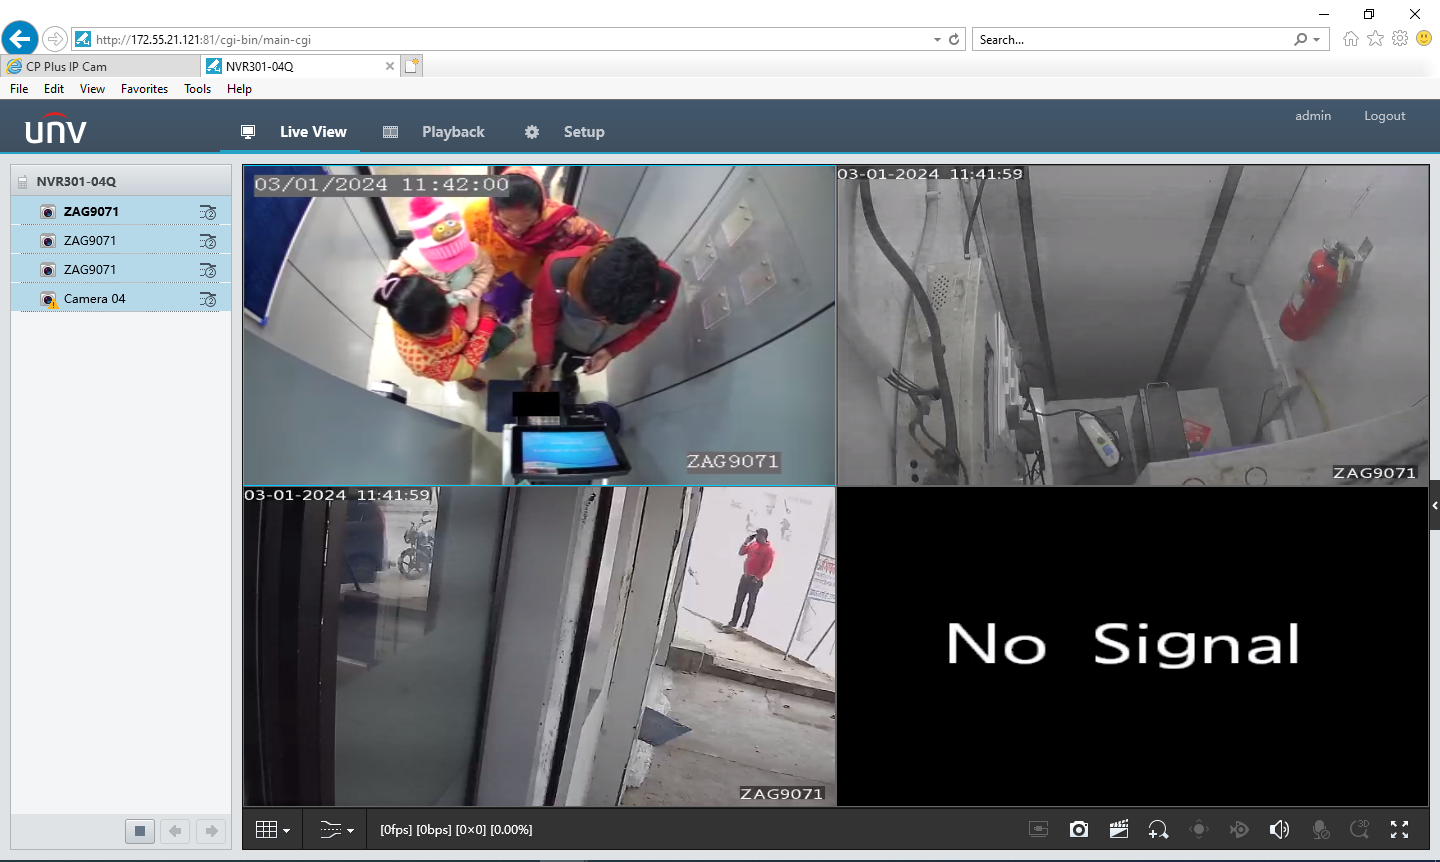 http://172.55.21.121:81/cgi-bin/main-cgi
Search...
CP Plus IP Cam
NVR301-04Q
File Edit View Favorites Tools Help
unv
Live View
Playback
Setup
admin
Logout
NVR301-04Q
ZAG9071
ZAG9071
ZAG9071
Camera 04
03/01/2024 11:42:00
ZAG9071
03-01-2024 11:41:59
ZAG9071
03-01-2024 11:41:59
ZAG9071
No Signal
[0fps] [0bps] [0×0] [0.00%]
3D